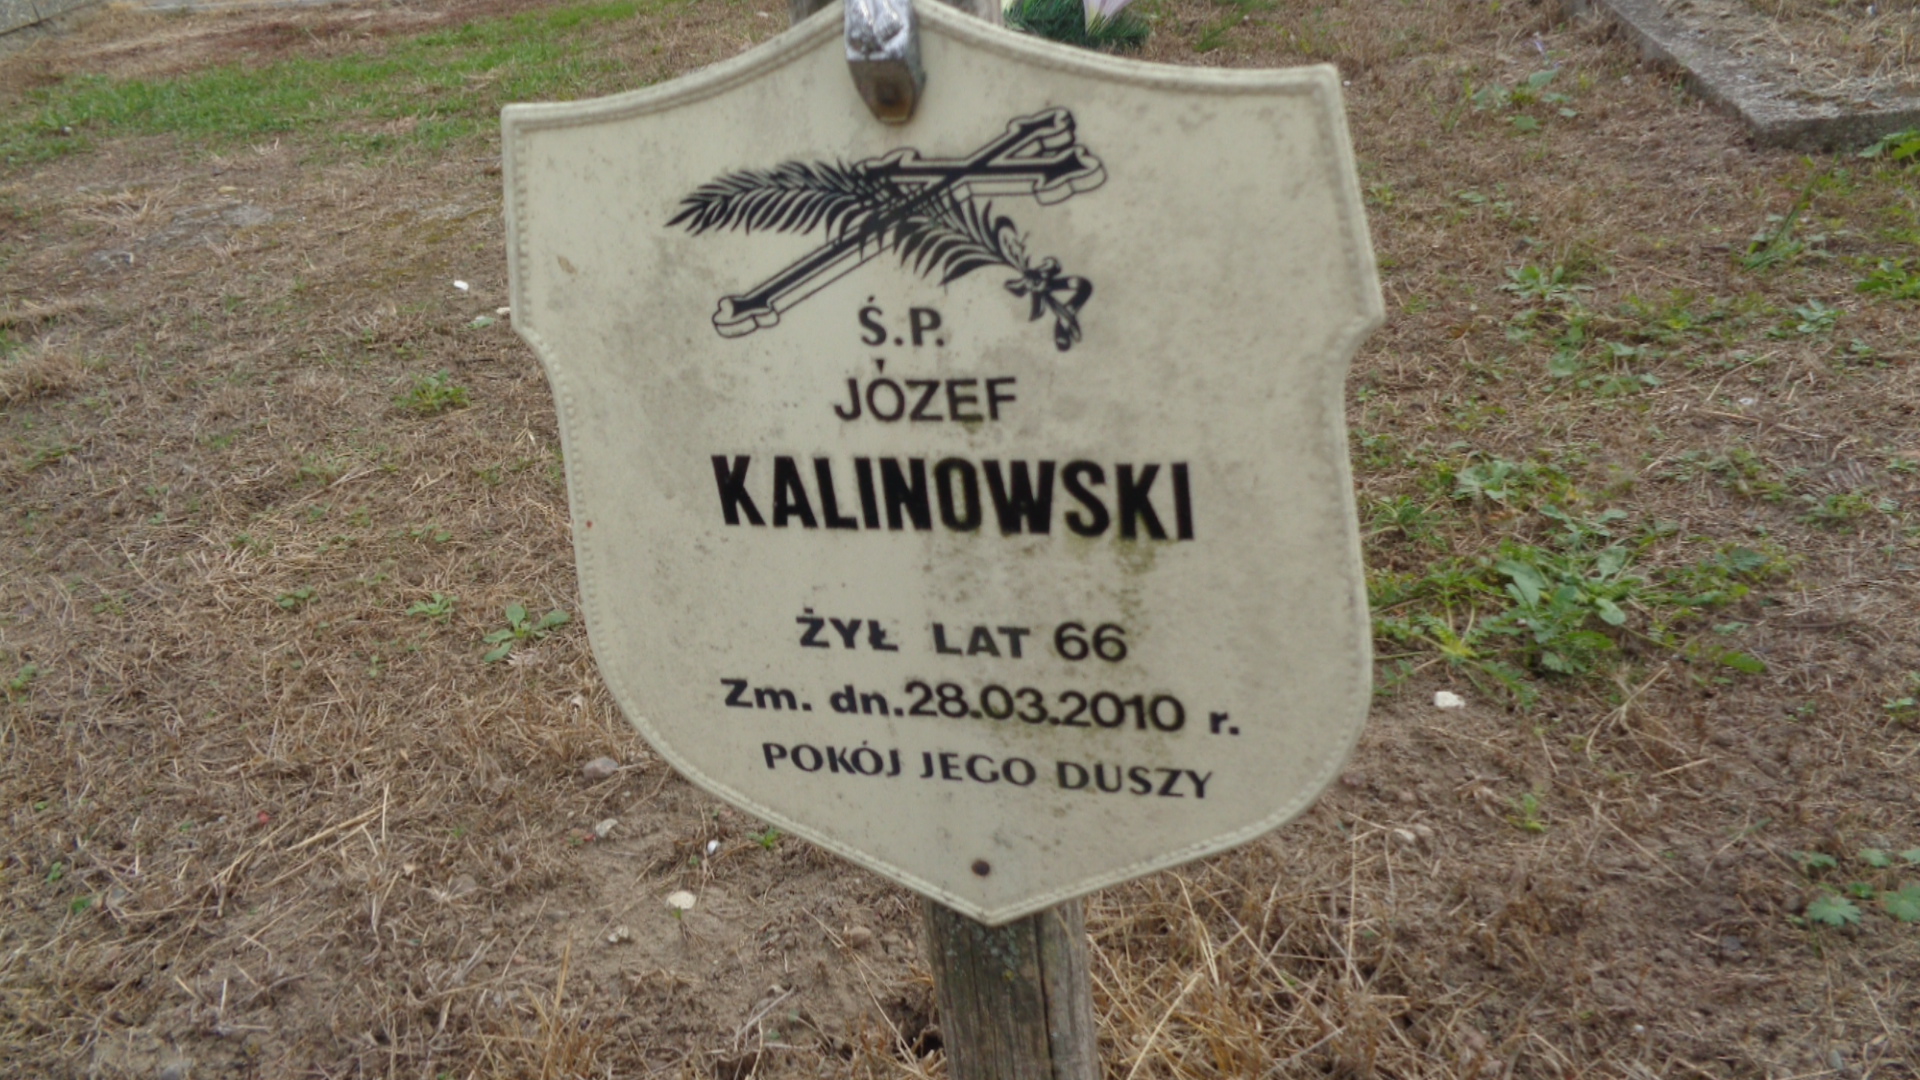 Ś.P.
JÓZEF
KALINOWSKI
ŻYŁ LAT 66
Zm. dn. 28.03.2010 r.
POKÓJ JEGO DUSZY